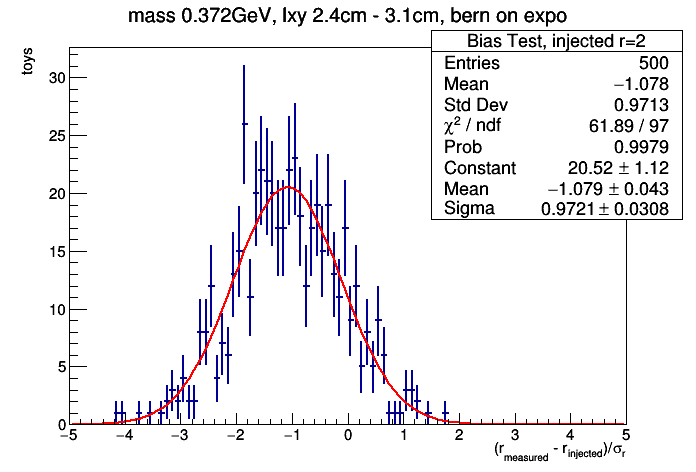 mass 0.372GeV, lxy 2.4cm - 3.1cm, bern on expo
toys
Bias Test, injected r=2
Entries 500
Mean −1.078
Std Dev 0.9713
χ² / ndf 61.89 / 97
Prob 0.9979
Constant 20.52 ± 1.12
Mean −1.079 ± 0.043
Sigma 0.9721 ± 0.0308
30
25
20
15
10
5
0
−5 −4 −3 −2 −1 0 1 2 3 4 5
(r_measured - r_injected)/σ_r